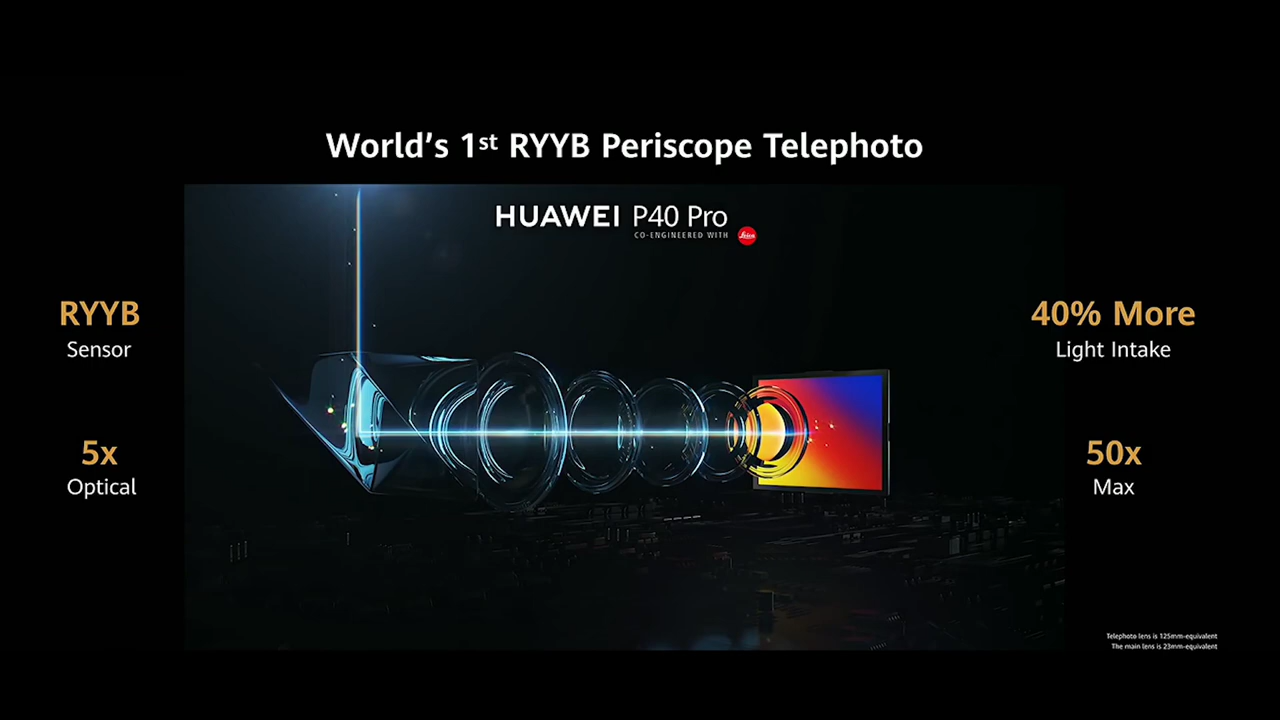 World's 1st RYYB Periscope Telephoto
HUAWEI P40 Pro
CO-ENGINEERED WITH Leica
RYYB
Sensor
40% More
Light Intake
5x
Optical
50x
Max
Telephoto lens is 125mm-equivalent
The main lens is 23mm-equivalent